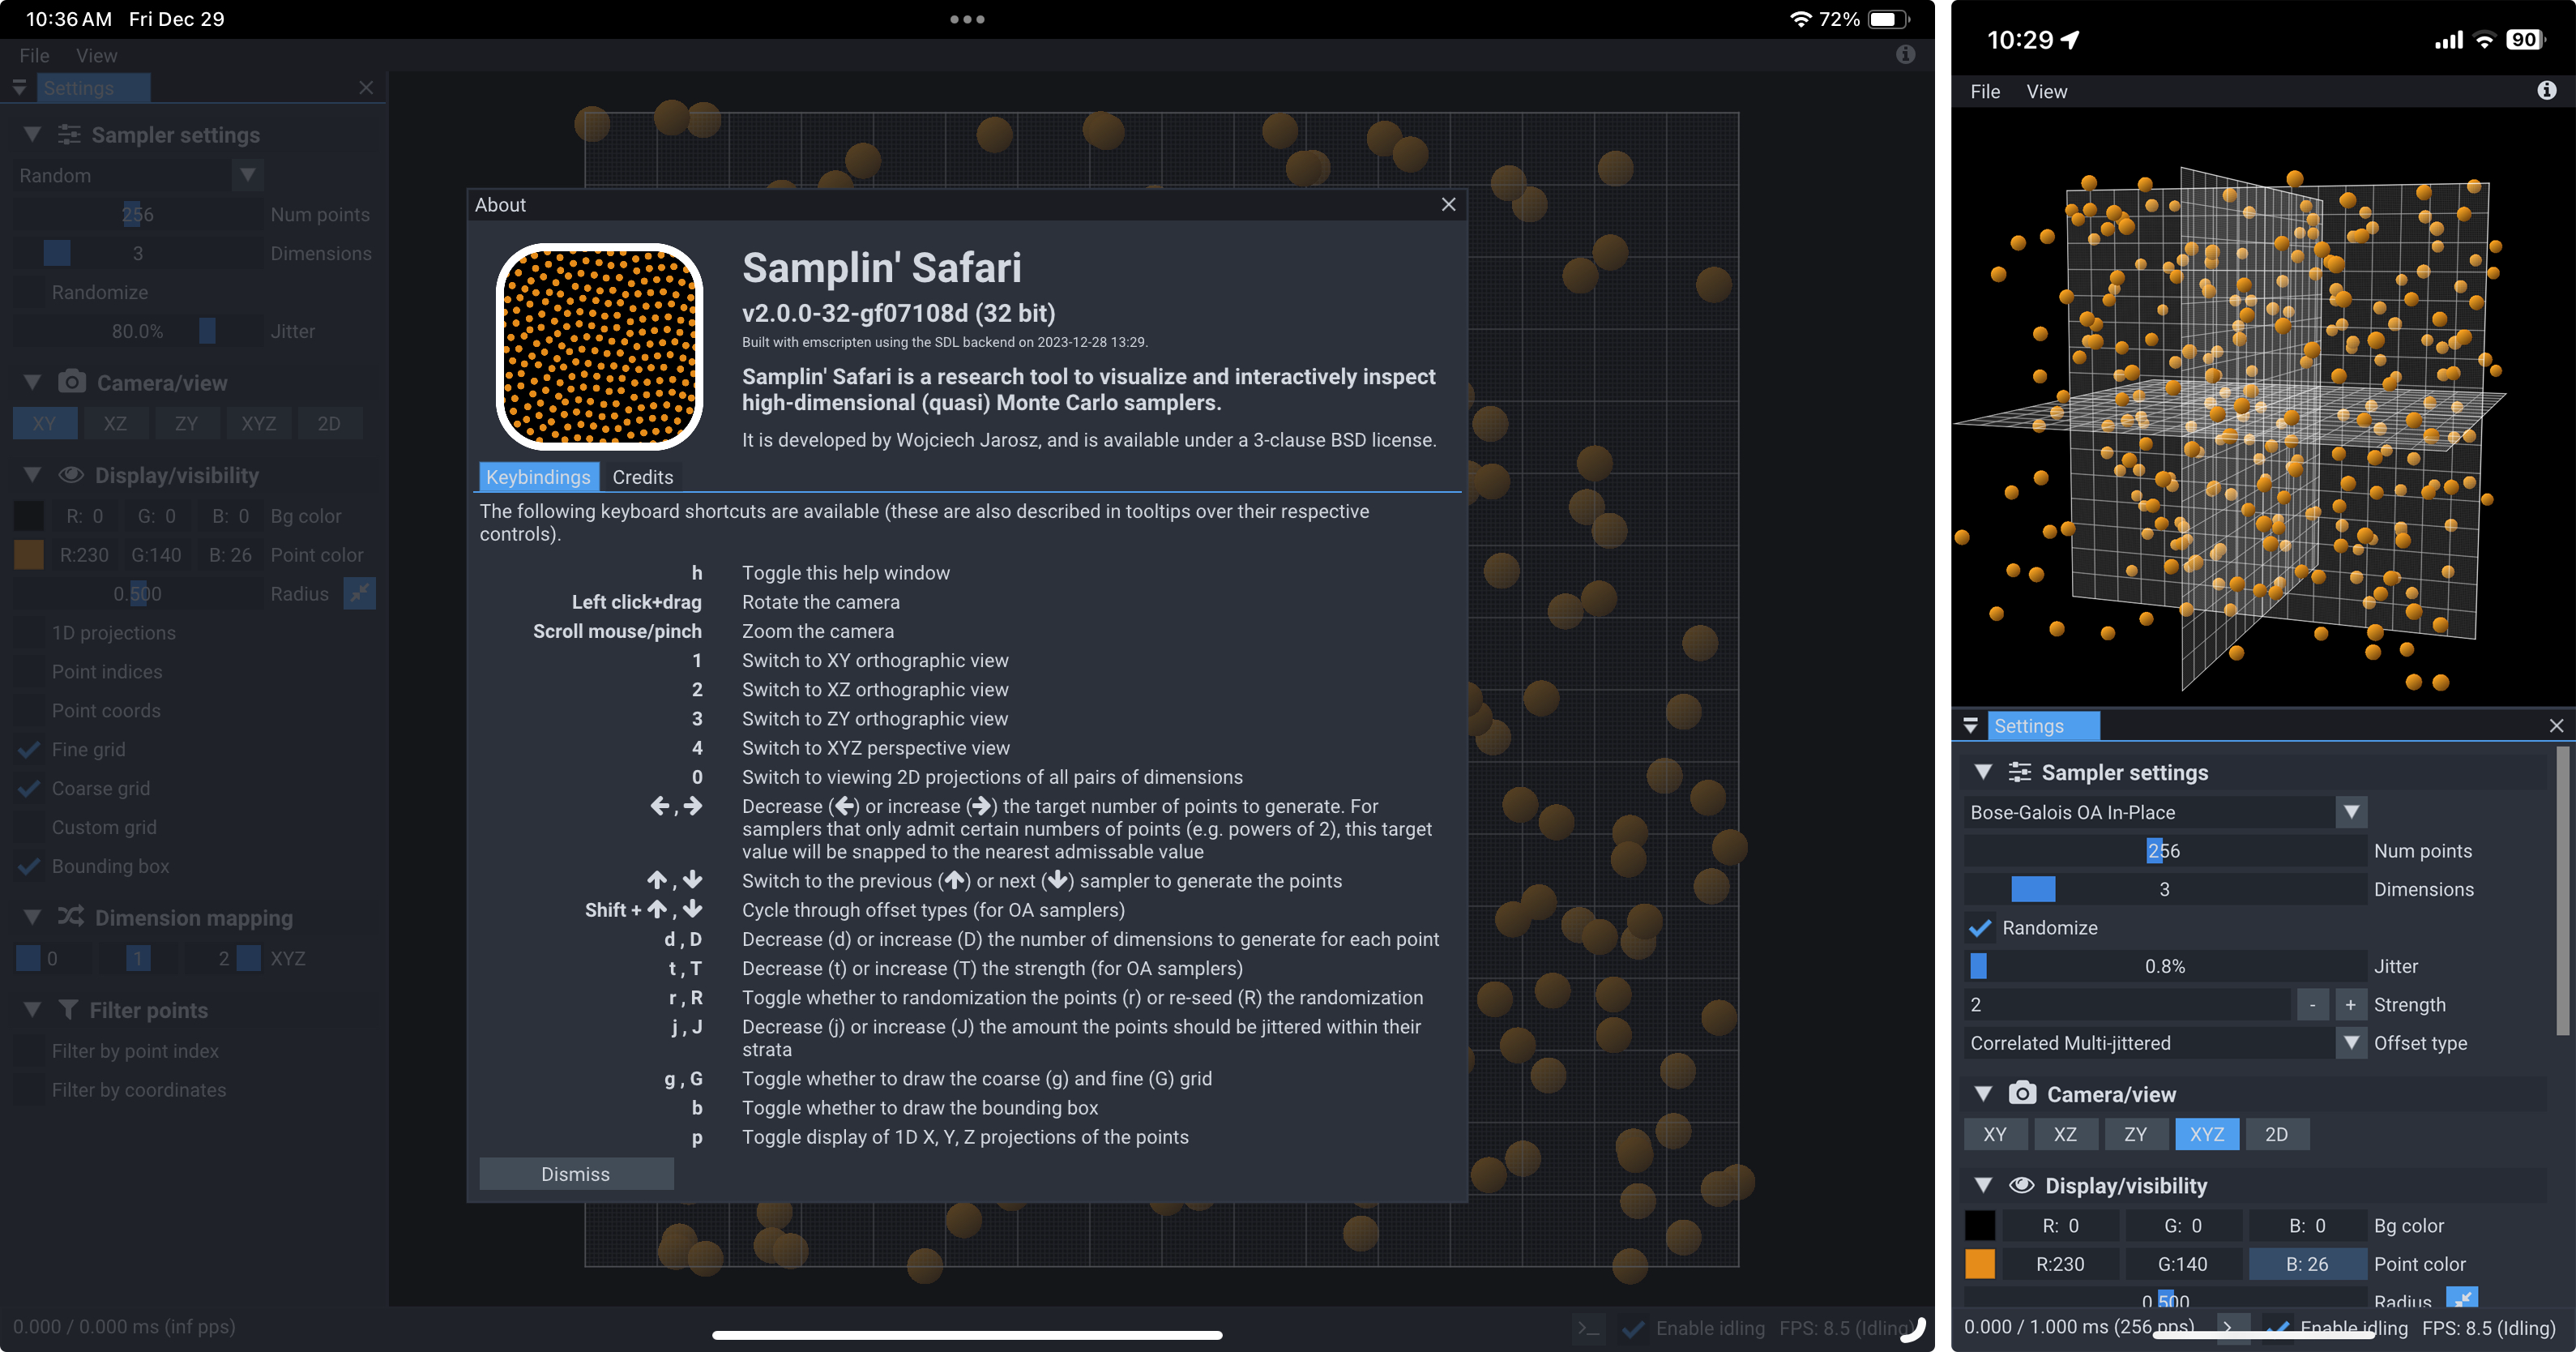 10:36 AM Fri Dec 29
72%
File View
Settings
Sampler settings
Random
256 Num points
3 Dimensions
Randomize
80.0% Jitter
Camera/view
XY XZ ZY XYZ 2D
Display/visibility
R: 0 G: 0 B: 0 Bg color
R:230 G:140 B: 26 Point color
0.500 Radius
1D projections
Point indices
Point coords
Fine grid
Coarse grid
Custom grid
Bounding box
Dimension mapping
0 1 2 XYZ
Filter points
Filter by point index
Filter by coordinates
0.000 / 0.000 ms (inf pps)
Enable idling FPS: 8.5 (Idling)
About
Samplin' Safari
v2.0.0-32-gf07108d (32 bit)
Built with emscripten using the SDL backend on 2023-12-28 13:29.
Samplin' Safari is a research tool to visualize and interactively inspect
high-dimensional (quasi) Monte Carlo samplers.
It is developed by Wojciech Jarosz, and is available under a 3-clause BSD license.
Keybindings Credits
The following keyboard shortcuts are available (these are also described in tooltips over their respective
controls).
h Toggle this help window
Left click+drag Rotate the camera
Scroll mouse/pinch Zoom the camera
1 Switch to XY orthographic view
2 Switch to XZ orthographic view
3 Switch to ZY orthographic view
4 Switch to XYZ perspective view
0 Switch to viewing 2D projections of all pairs of dimensions
←,→ Decrease (←) or increase (→) the target number of points to generate. For
samplers that only admit certain numbers of points (e.g. powers of 2), this target
value will be snapped to the nearest admissable value
↑,↓ Switch to the previous (↑) or next (↓) sampler to generate the points
Shift + ↑,↓ Cycle through offset types (for OA samplers)
d , D Decrease (d) or increase (D) the number of dimensions to generate for each point
t , T Decrease (t) or increase (T) the strength (for OA samplers)
r , R Toggle whether to randomization the points (r) or re-seed (R) the randomization
j , J Decrease (j) or increase (J) the amount the points should be jittered within their
strata
g , G Toggle whether to draw the coarse (g) and fine (G) grid
b Toggle whether to draw the bounding box
p Toggle display of 1D X, Y, Z projections of the points
Dismiss
10:29
90
File View
Settings
Sampler settings
Bose-Galois OA In-Place
256 Num points
3 Dimensions
Randomize
0.8% Jitter
2 - + Strength
Correlated Multi-jittered Offset type
Camera/view
XY XZ ZY XYZ 2D
Display/visibility
R: 0 G: 0 B: 0 Bg color
R:230 G:140 B: 26 Point color
0.500 Radius
0.000 / 1.000 ms (256 pps) Enable idling FPS: 8.5 (Idling)